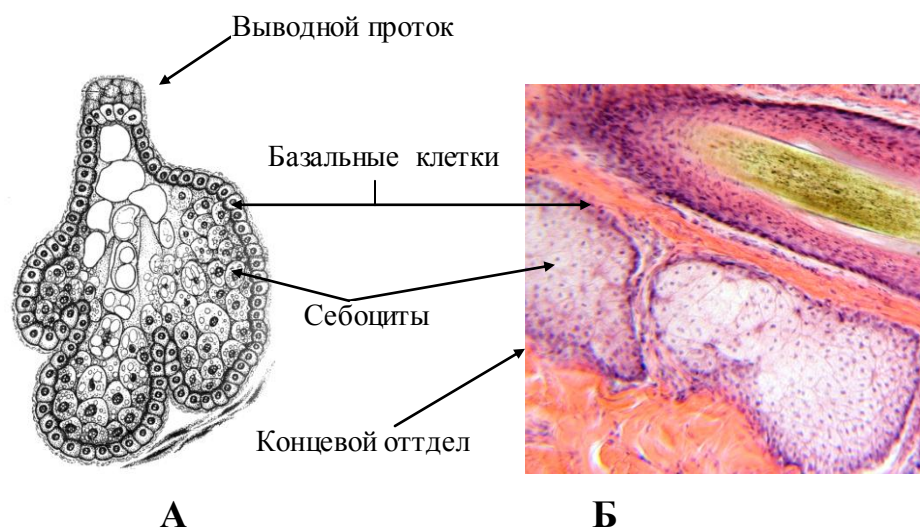 Выводной проток
Базальные клетки
Себоциты
Концевой оттдел
А
Б